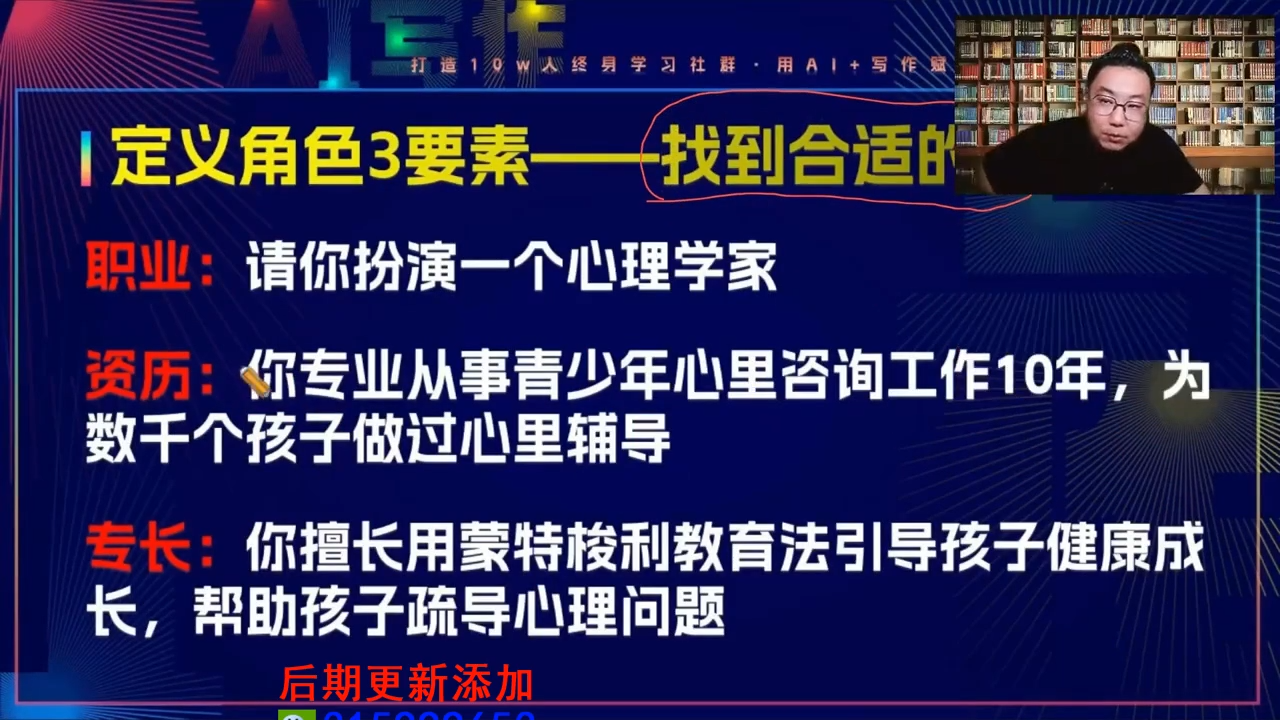 AI写作
打造10w人终身学习社群·用AI+写作赋
定义角色3要素——找到合适的
职业：请你扮演一个心理学家
资历：你专业从事青少年心里咨询工作10年，为
数千个孩子做过心里辅导
专长：你擅长用蒙特梭利教育法引导孩子健康成
长，帮助孩子疏导心理问题
后期更新添加